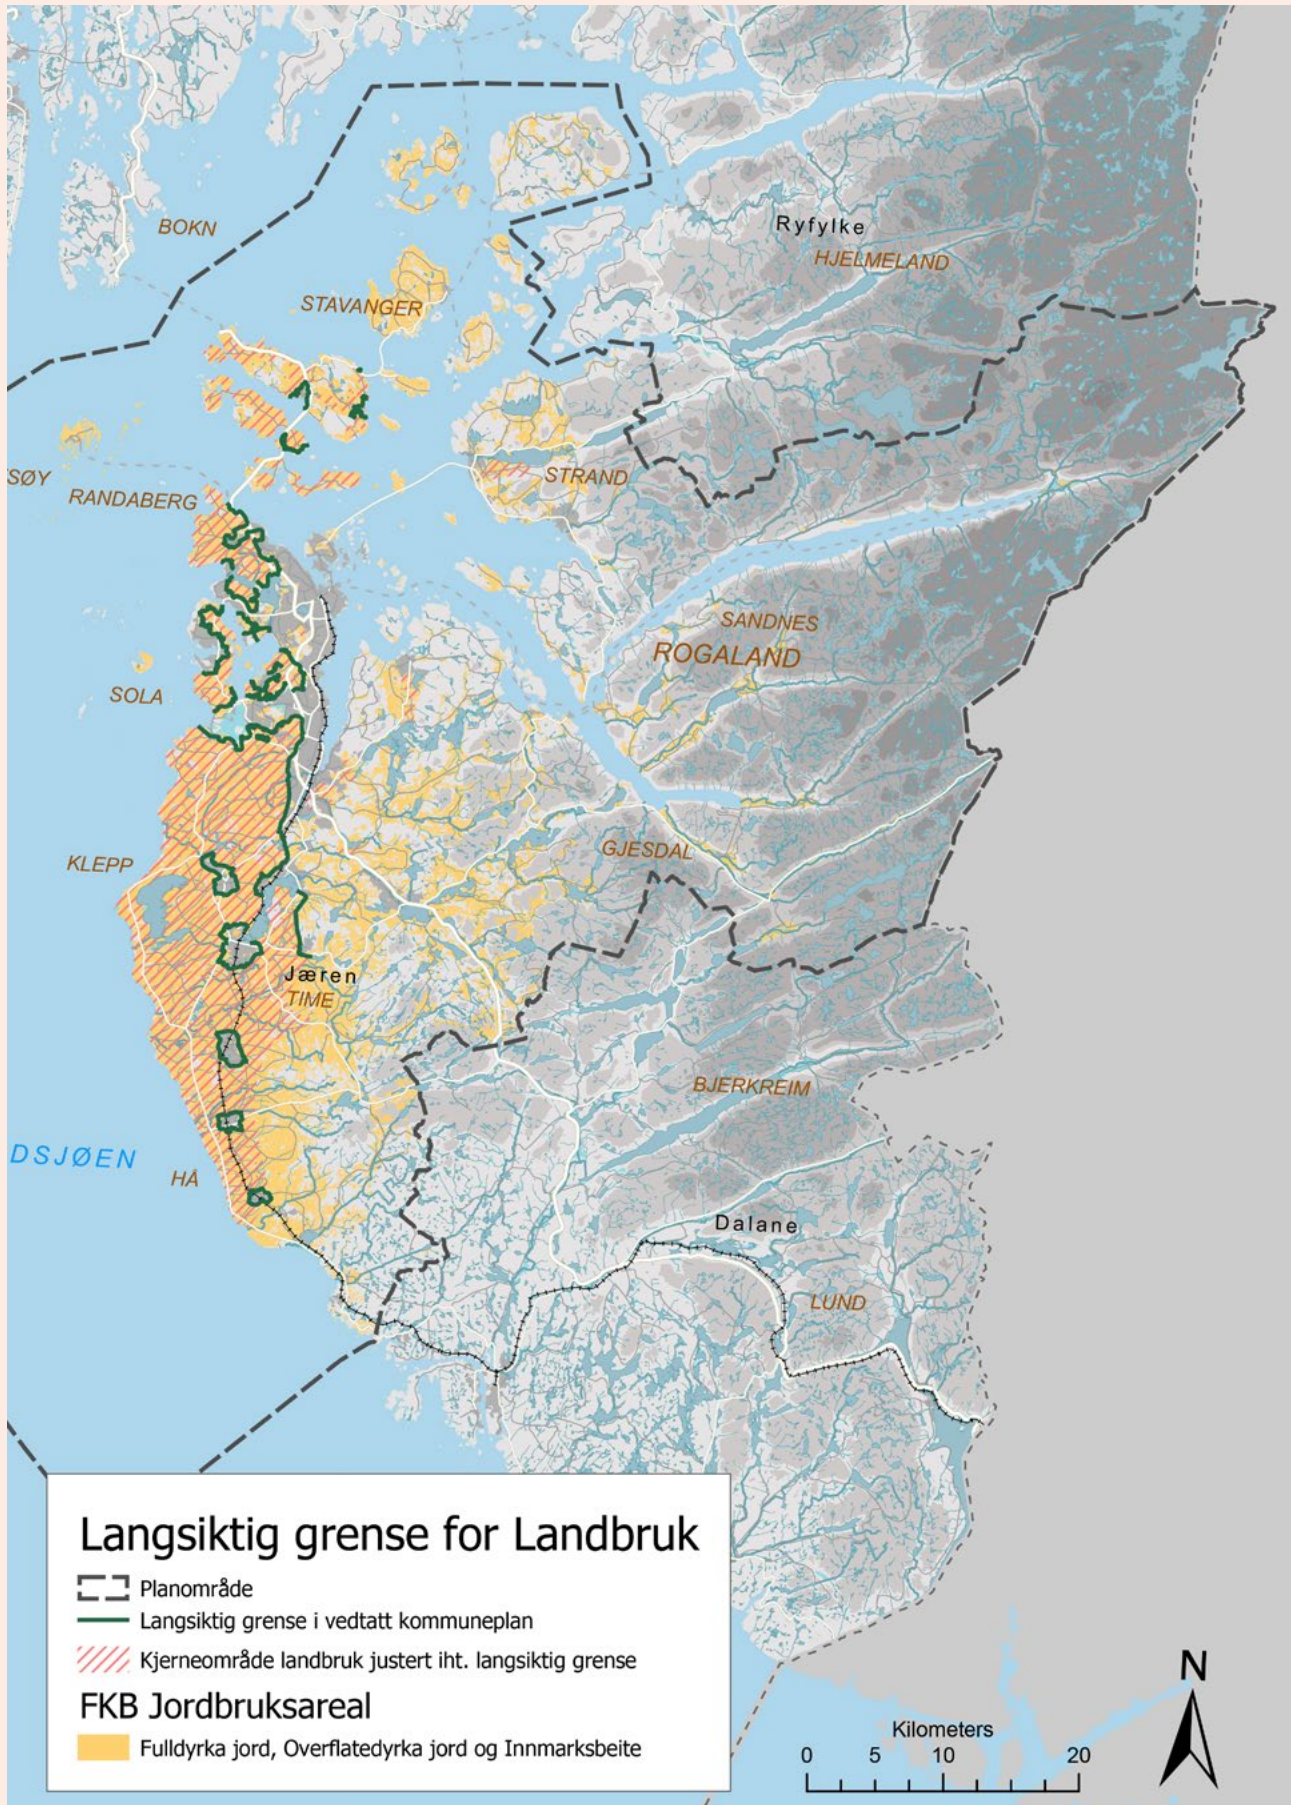 Ryfylke
BOKN
HJELMELAND
STAVANGER
SØY
STRAND
RANDABERG
SANDNES
ROGALAND
SOLA
GJESDAL
KLEPP
Jæren
TIME
BJERKREIM
DSJØEN
HÅ
Dalane
LUND
Langsiktig grense for Landbruk
Planområde
Langsiktig grense i vedtatt kommuneplan
Kjerneområde landbruk justert iht. langsiktig grense
FKB Jordbruksareal
Fulldyrka jord, Overflatedyrka jord og Innmarksbeite
N
Kilometers
0 5 10 20